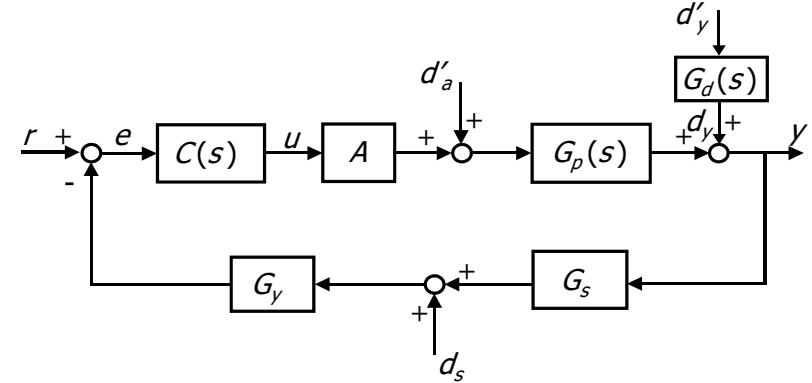 d′y
Gd(s)
d′a
dy +
r + e C(s) u A + + Gp(s) + y
-
Gy + Gs
+
ds